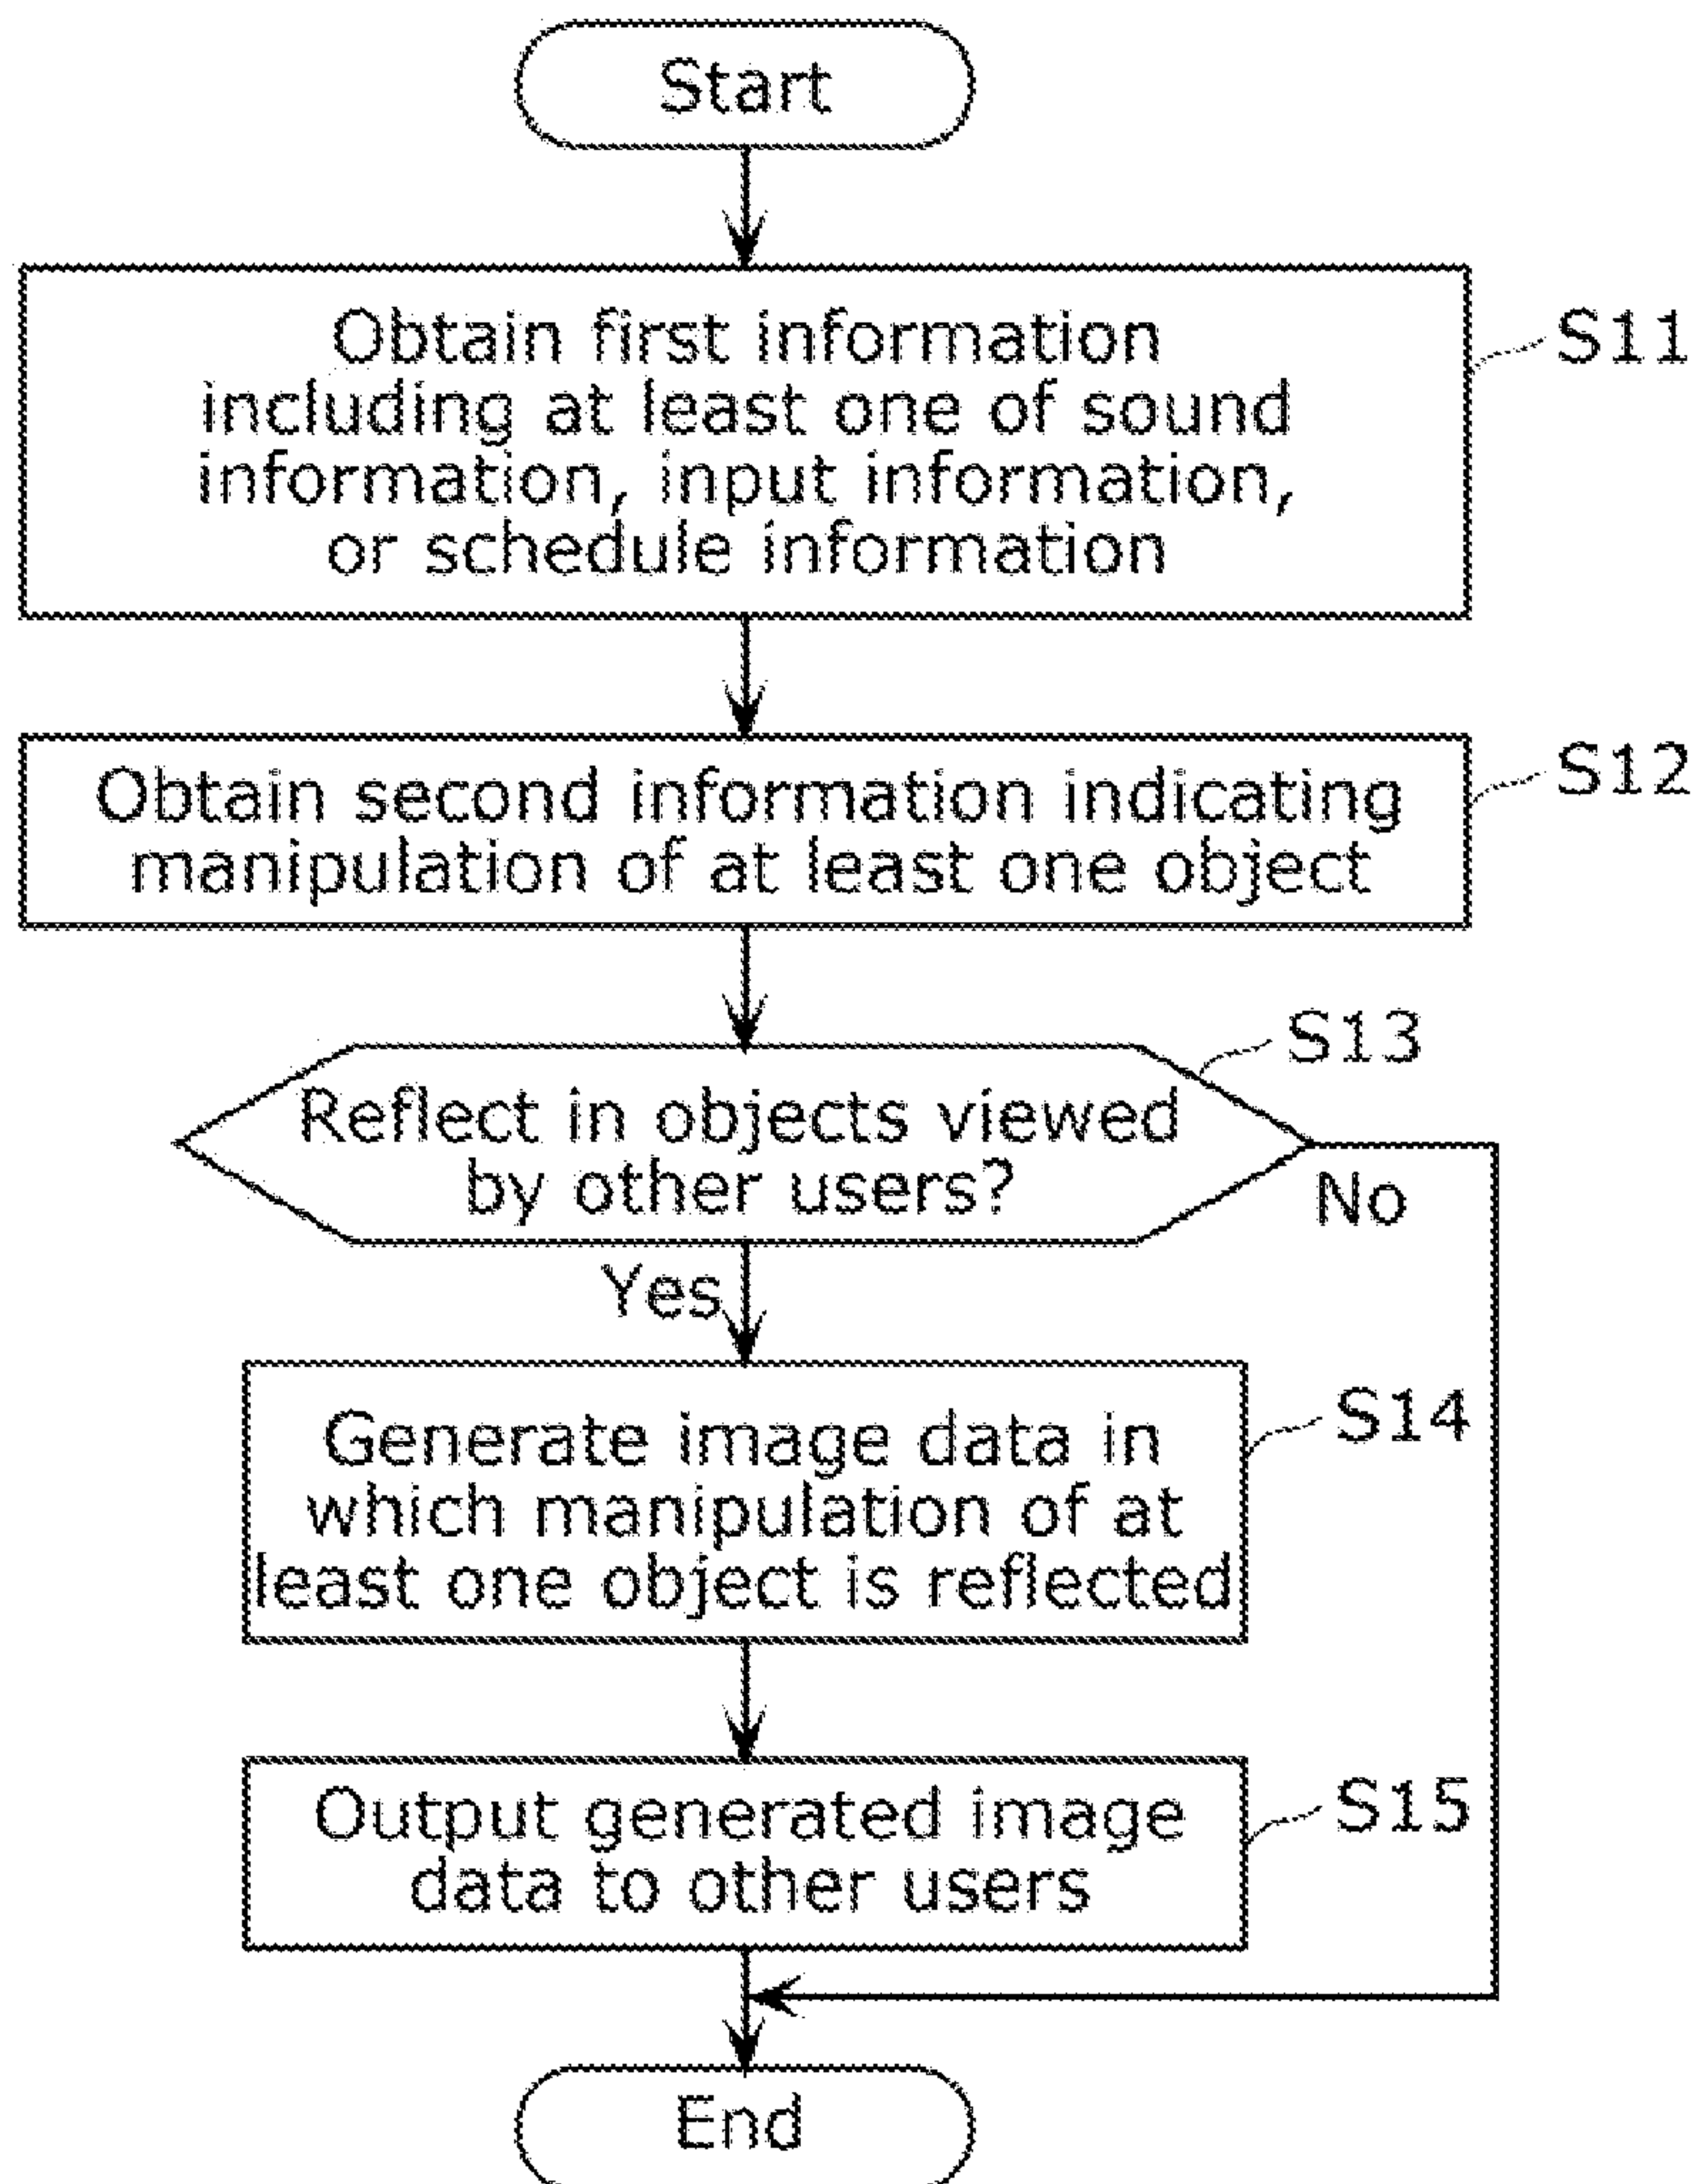 Start
Obtain first information
including at least one of sound
information, input information,
or schedule information
S11
Obtain second information indicating
manipulation of at least one object
S12
Reflect in objects viewed
by other users?
S13
No
Yes
Generate image data in
which manipulation of at
least one object is reflected
S14
Output generated image
data to other users
S15
End